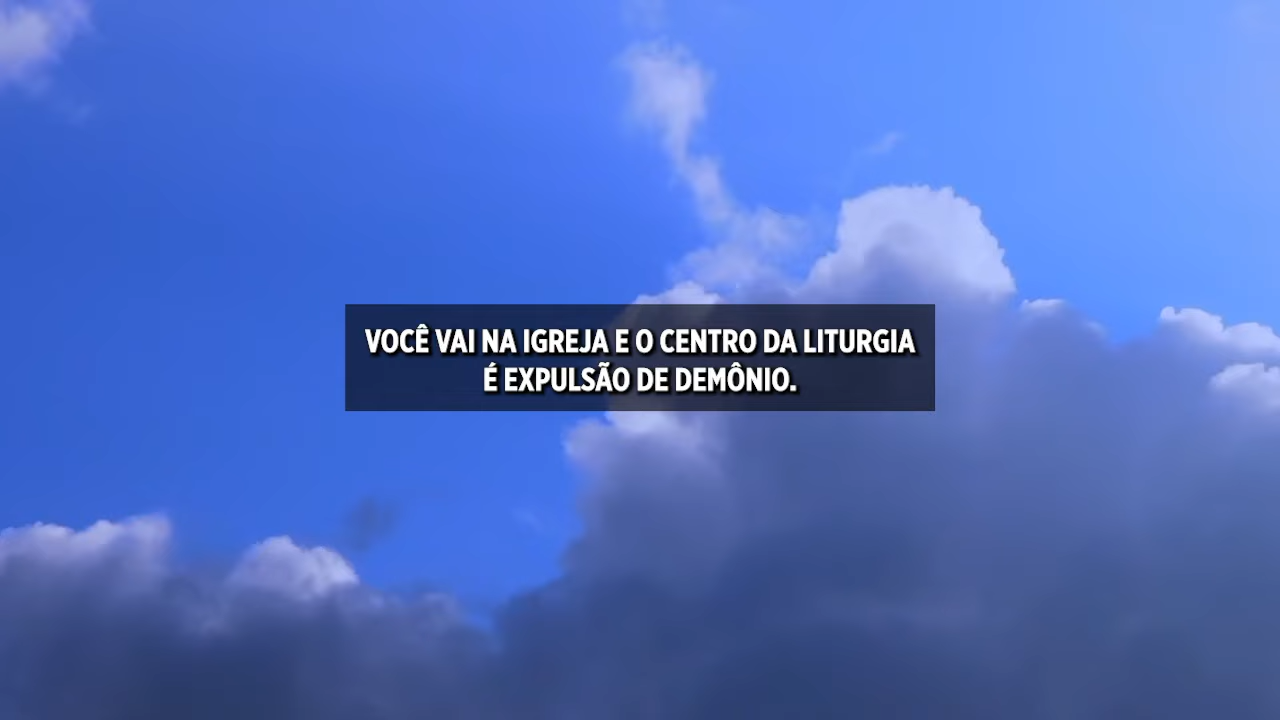 VOCÊ VAI NA IGREJA E O CENTRO DA LITURGIA
É EXPULSÃO DE DEMÔNIO.